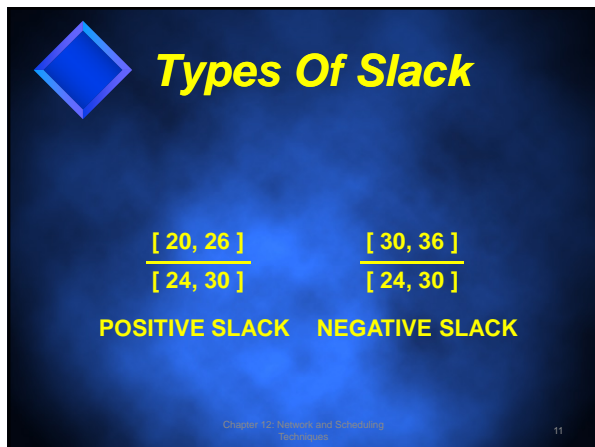 Types Of Slack
[ 20, 26 ] [ 30, 36 ]
[ 24, 30 ] [ 24, 30 ]
POSITIVE SLACK NEGATIVE SLACK
Chapter 12: Network and Scheduling
Techniques
11